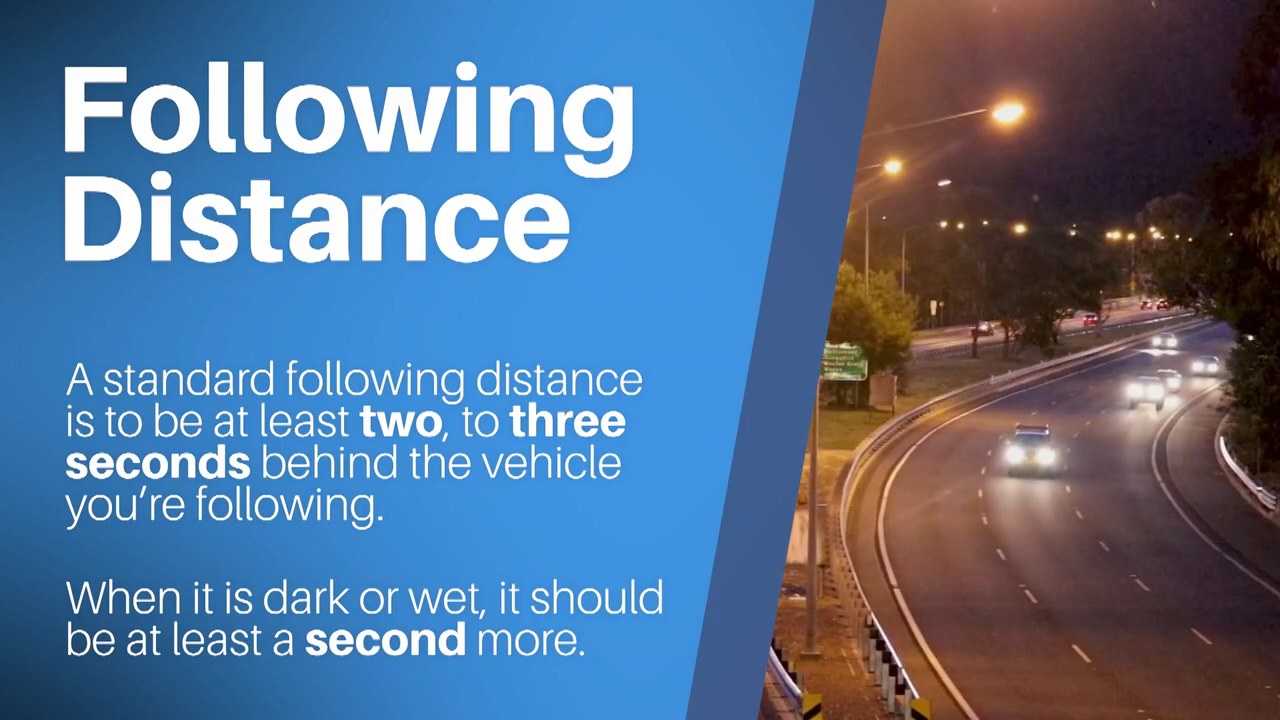 Following
Distance
A standard following distance
is to be at least two, to three
seconds behind the vehicle
you’re following.
When it is dark or wet, it should
be at least a second more.